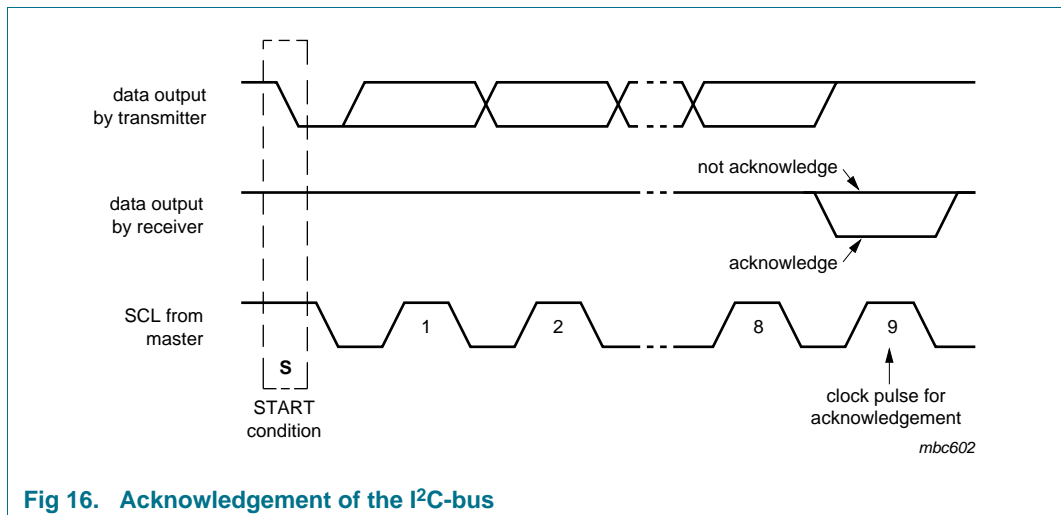 data output
by transmitter
not acknowledge
data output
by receiver
acknowledge
SCL from
master
1
2
8
9
S
START
condition
clock pulse for
acknowledgement
mbc602
Fig 16. Acknowledgement of the I²C-bus